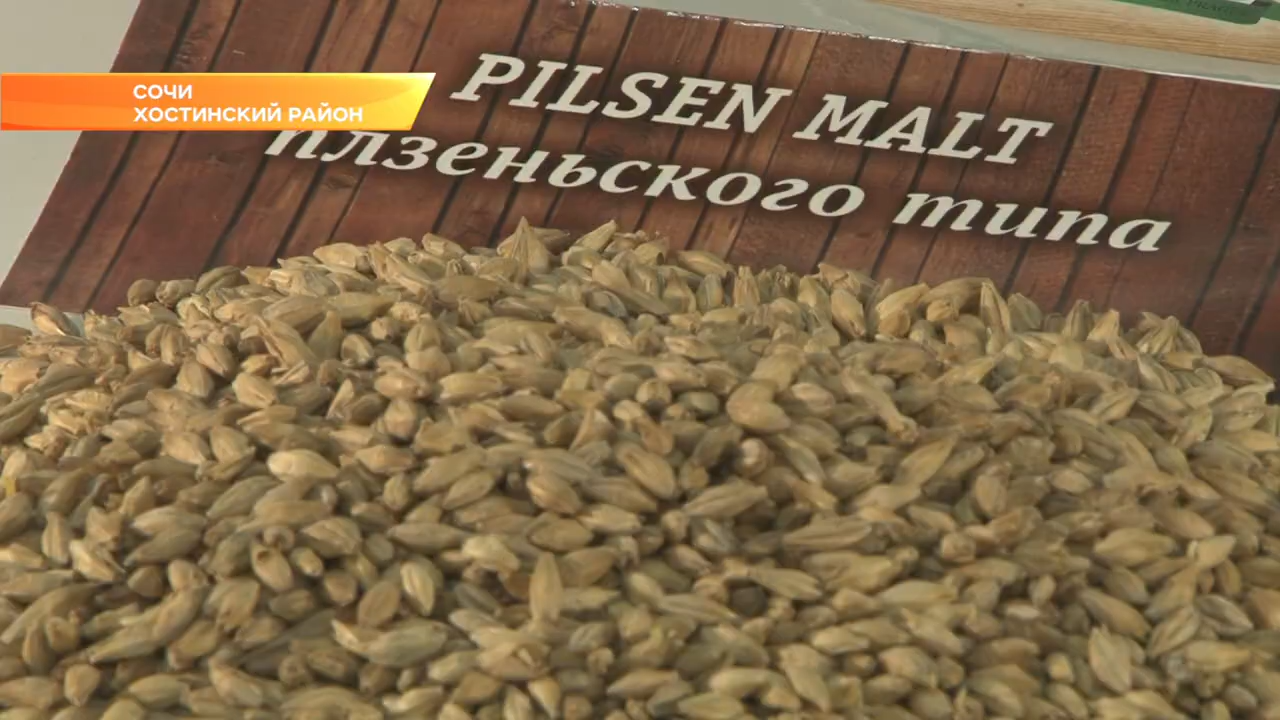 СОЧИ
ХОСТИНСКИЙ РАЙОН
PILSEN MALT
плзеньского типа